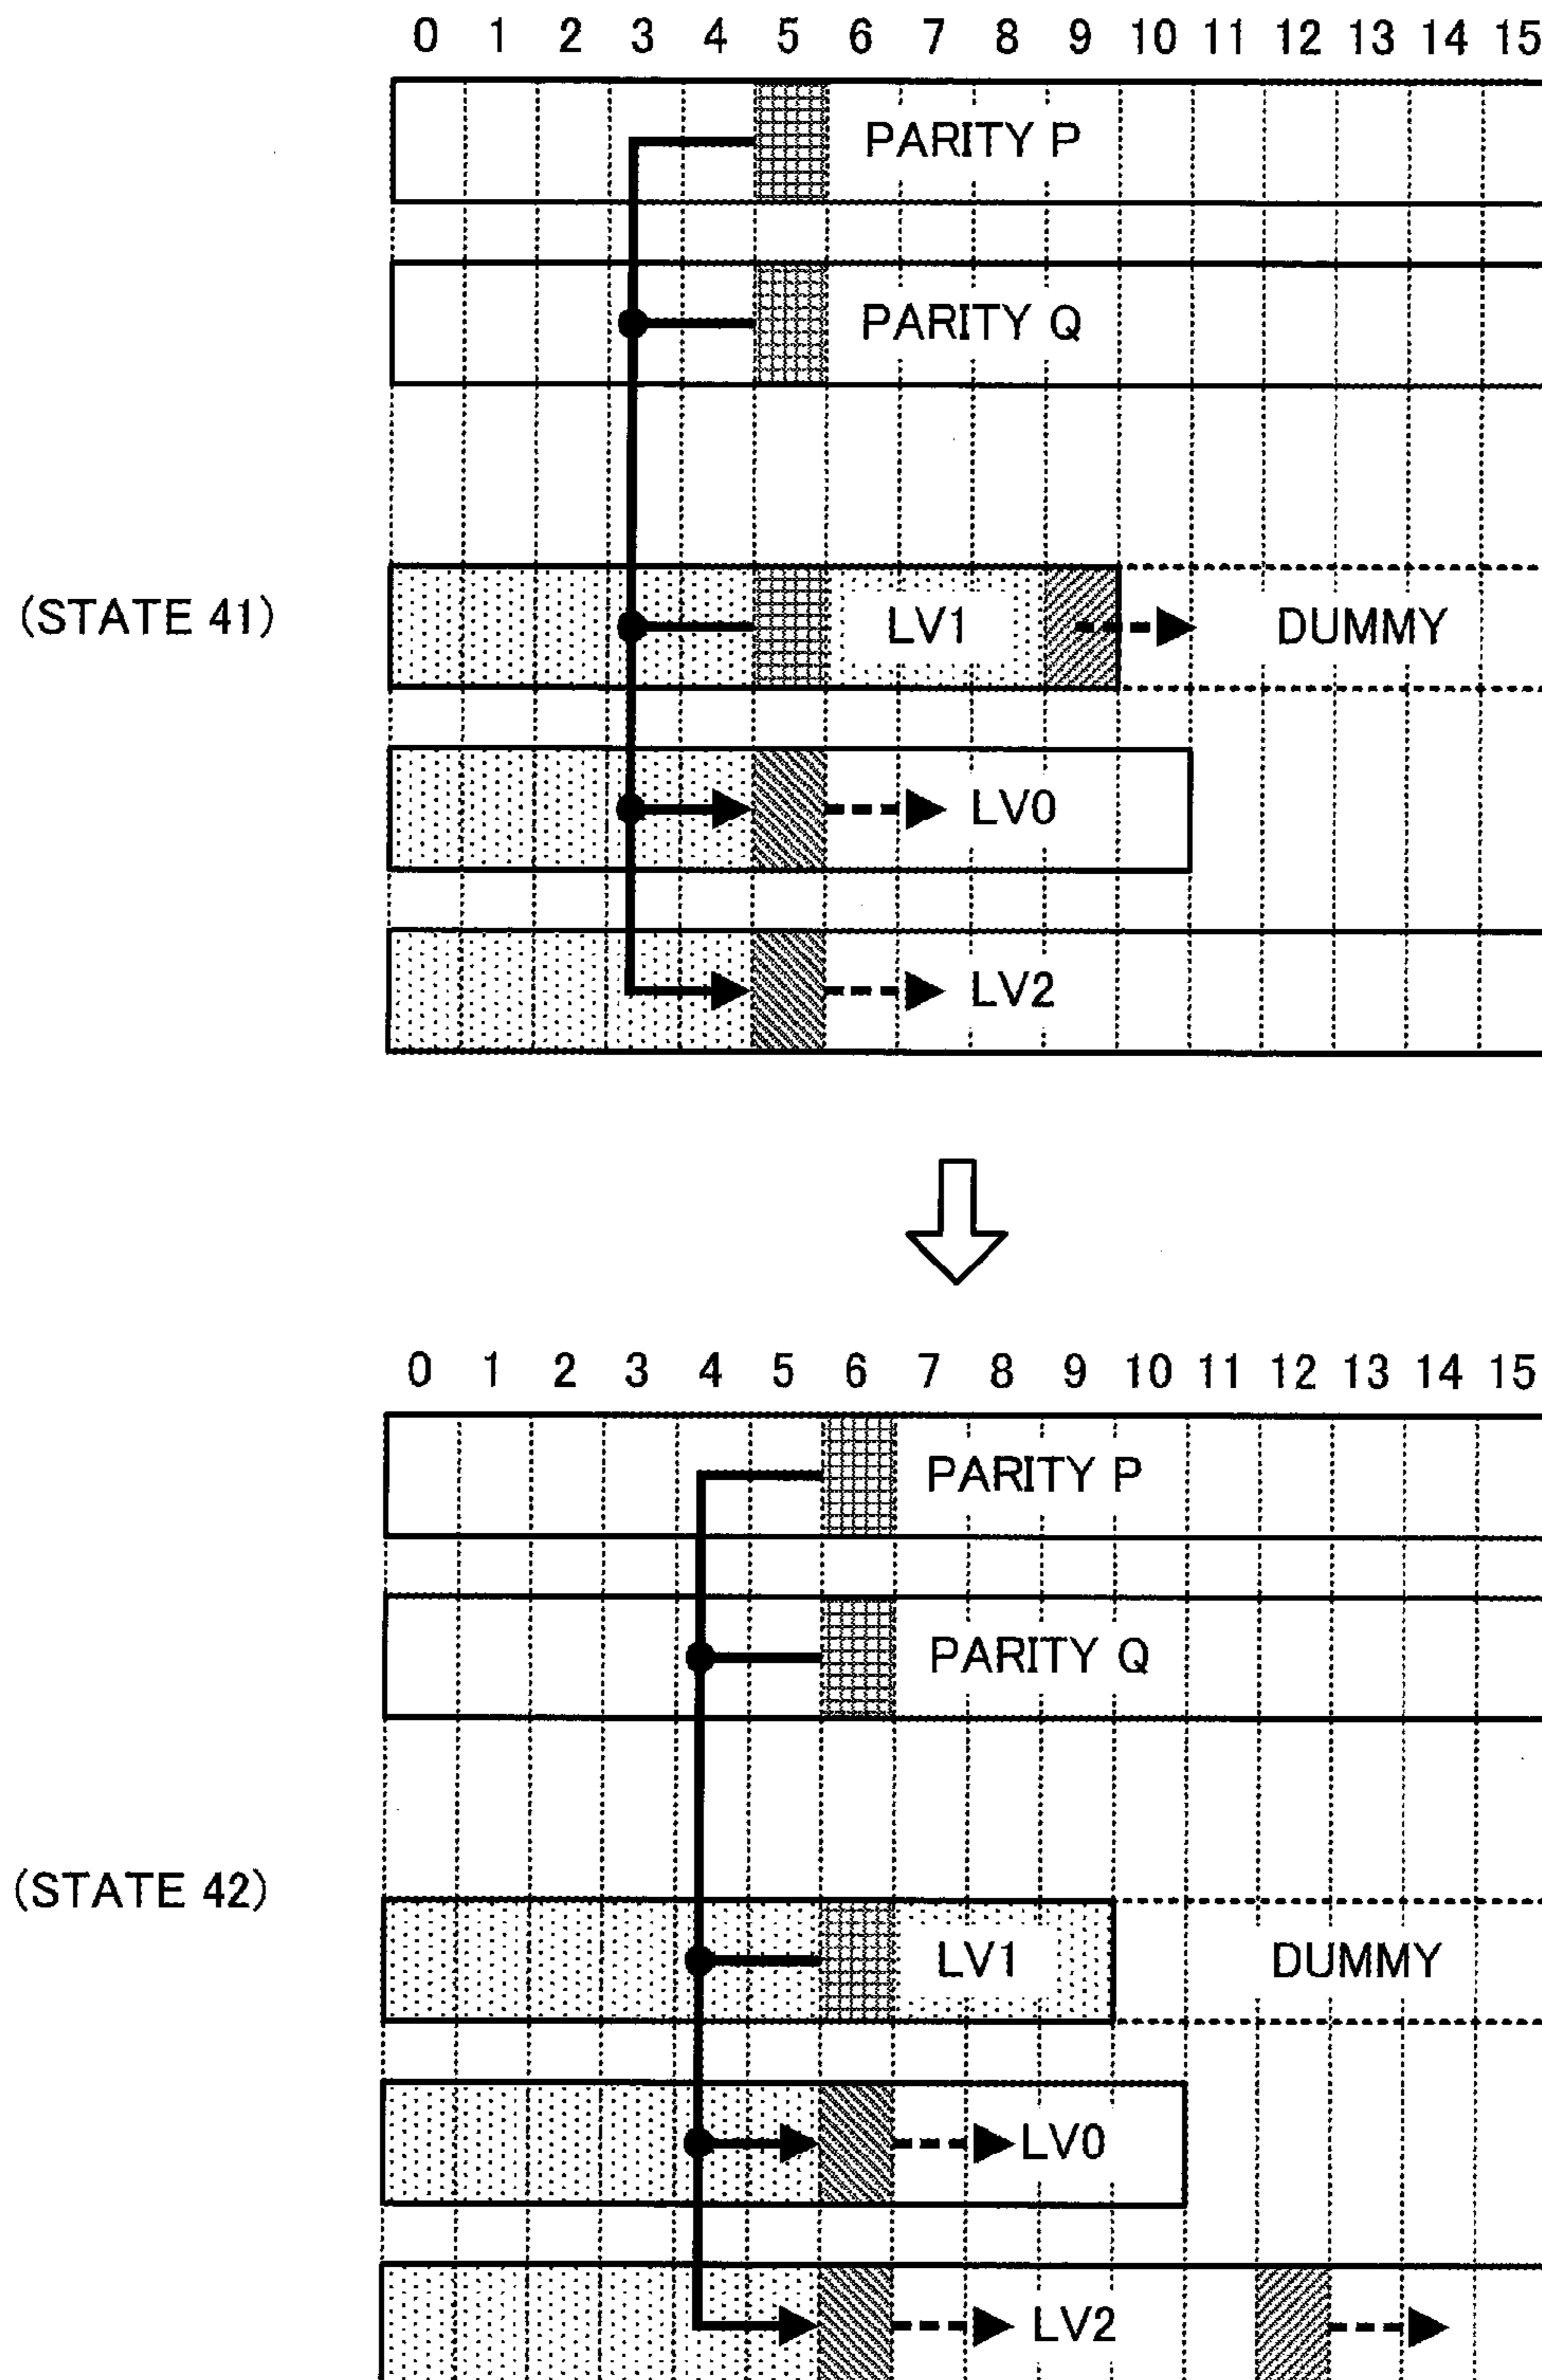 0 1 2 3 4 5 6 7 8 9 10 11 12 13 14 15
PARITY P
PARITY Q
(STATE 41)
LV1
DUMMY
LV0
LV2
0 1 2 3 4 5 6 7 8 9 10 11 12 13 14 15
PARITY P
PARITY Q
(STATE 42)
LV1
DUMMY
LV0
LV2